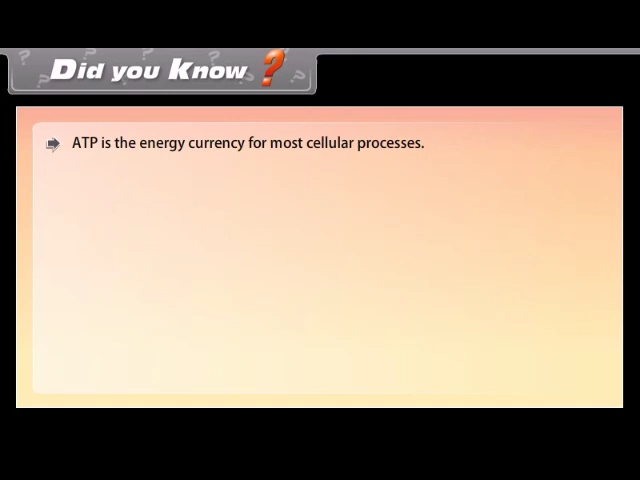 Did you Know ?
ATP is the energy currency for most cellular processes.